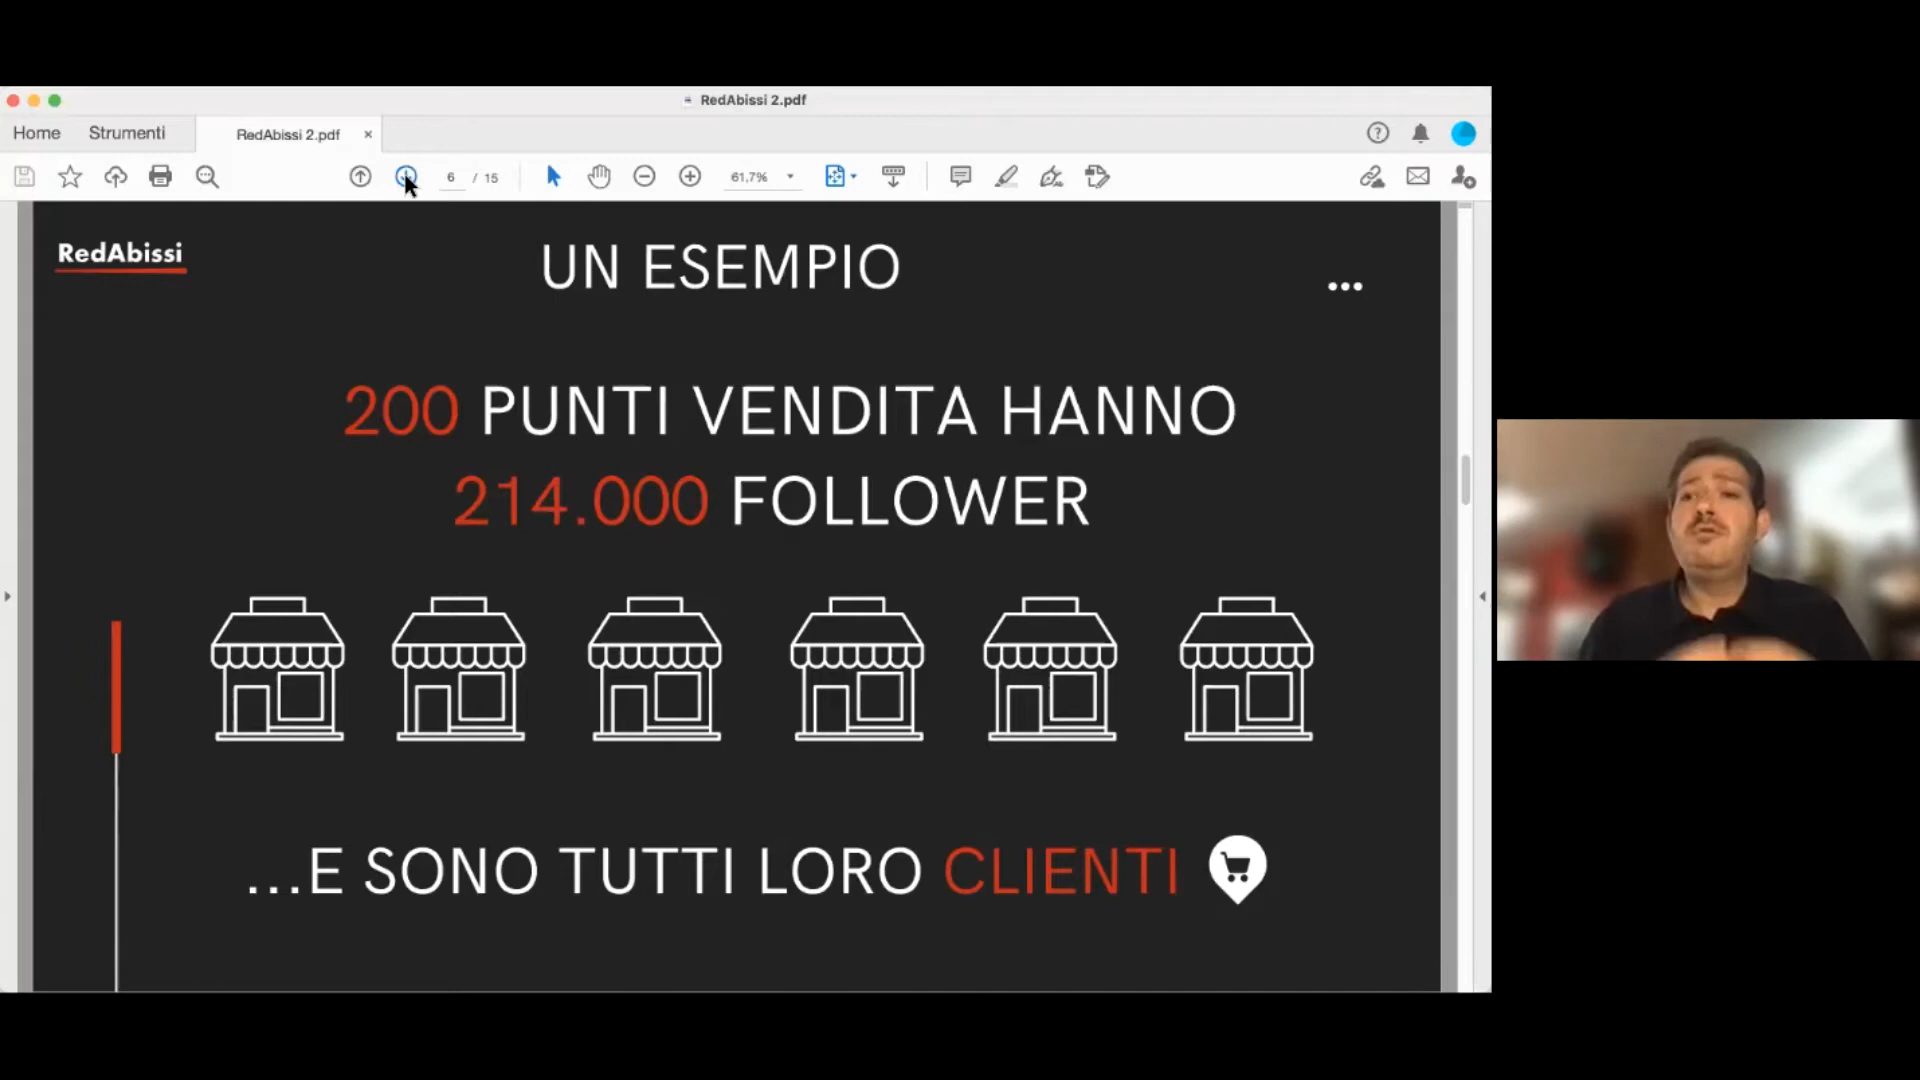 RedAbissi 2.pdf
Home
Strumenti
RedAbissi 2.pdf
6 / 15
61,7%
RedAbissi
UN ESEMPIO
...
200 PUNTI VENDITA HANNO
214.000 FOLLOWER
...E SONO TUTTI LORO CLIENTI